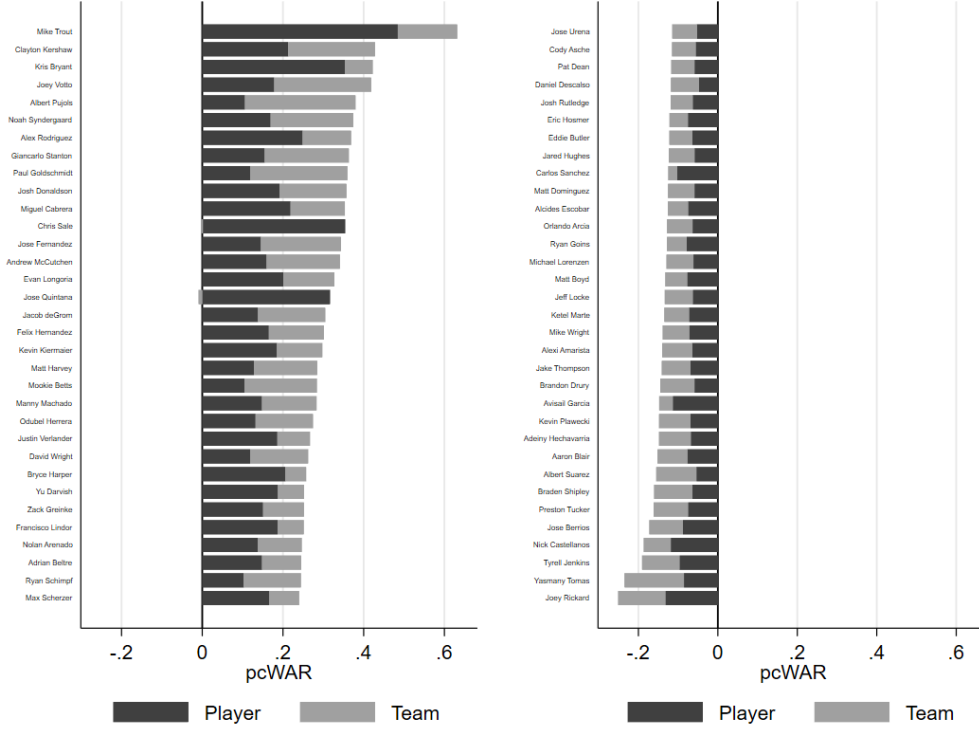 Mike Trout
Clayton Kershaw
Kris Bryant
Joey Votto
Albert Pujols
Noah Syndergaard
Alex Rodriguez
Giancarlo Stanton
Paul Goldschmidt
Josh Donaldson
Miguel Cabrera
Chris Sale
Jose Fernandez
Andrew McCutchen
Evan Longoria
Jose Quintana
Jacob deGrom
Felix Hernandez
Kevin Kiermaier
Matt Harvey
Mookie Betts
Manny Machado
Odubel Herrera
Justin Verlander
David Wright
Bryce Harper
Yu Darvish
Zack Greinke
Francisco Lindor
Nolan Arenado
Adrian Beltre
Ryan Schimpf
Max Scherzer
-.2 0 .2 .4 .6
pcWAR
Player Team
Jose Urena
Cody Asche
Pat Dean
Daniel Descalso
Josh Rutledge
Eric Hosmer
Eddie Butler
Jared Hughes
Carlos Sanchez
Matt Dominguez
Alcides Escobar
Orlando Arcia
Ryan Goins
Michael Lorenzen
Matt Boyd
Jeff Locke
Ketel Marte
Mike Wright
Alexi Amarista
Jake Thompson
Brandon Drury
Avisail Garcia
Kevin Plawecki
Adeiny Hechavarria
Aaron Blair
Albert Suarez
Braden Shipley
Preston Tucker
Jose Berrios
Nick Castellanos
Tyrell Jenkins
Yasmany Tomas
Joey Rickard
-.2 0 .2 .4 .6
pcWAR
Player Team